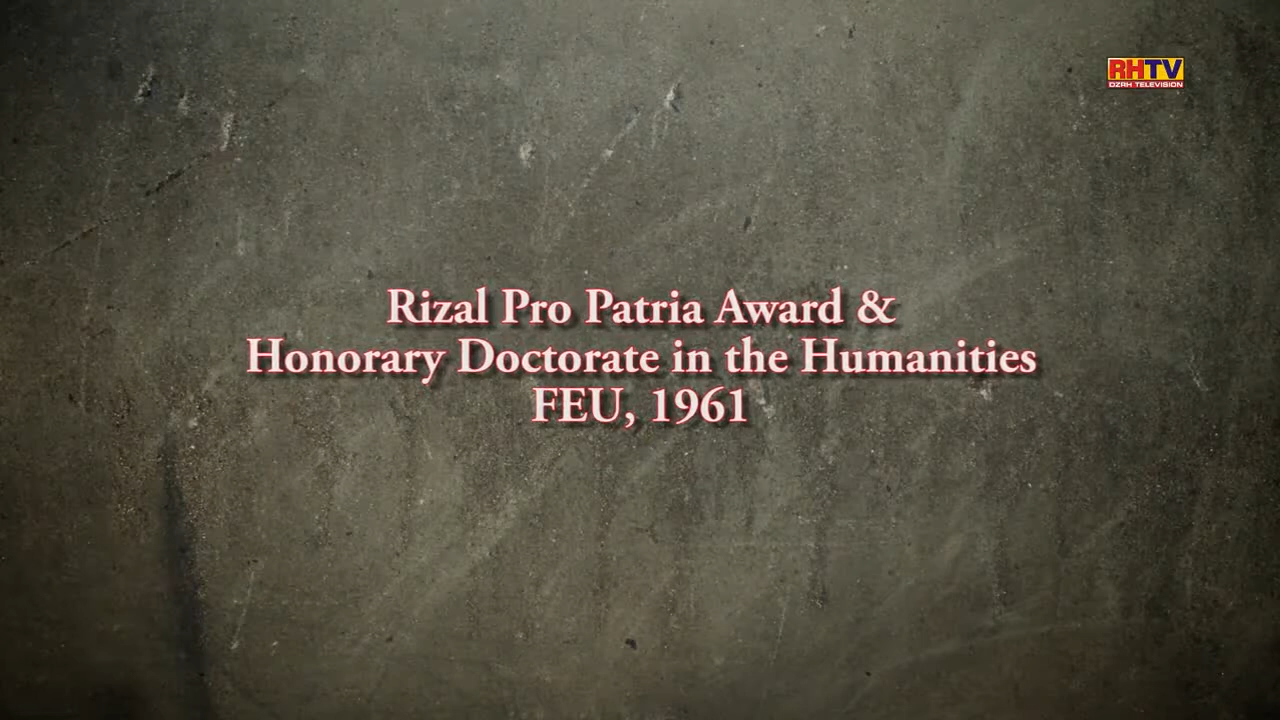 RHTV
DZRH TELEVISION
Rizal Pro Patria Award &
Honorary Doctorate in the Humanities
FEU, 1961